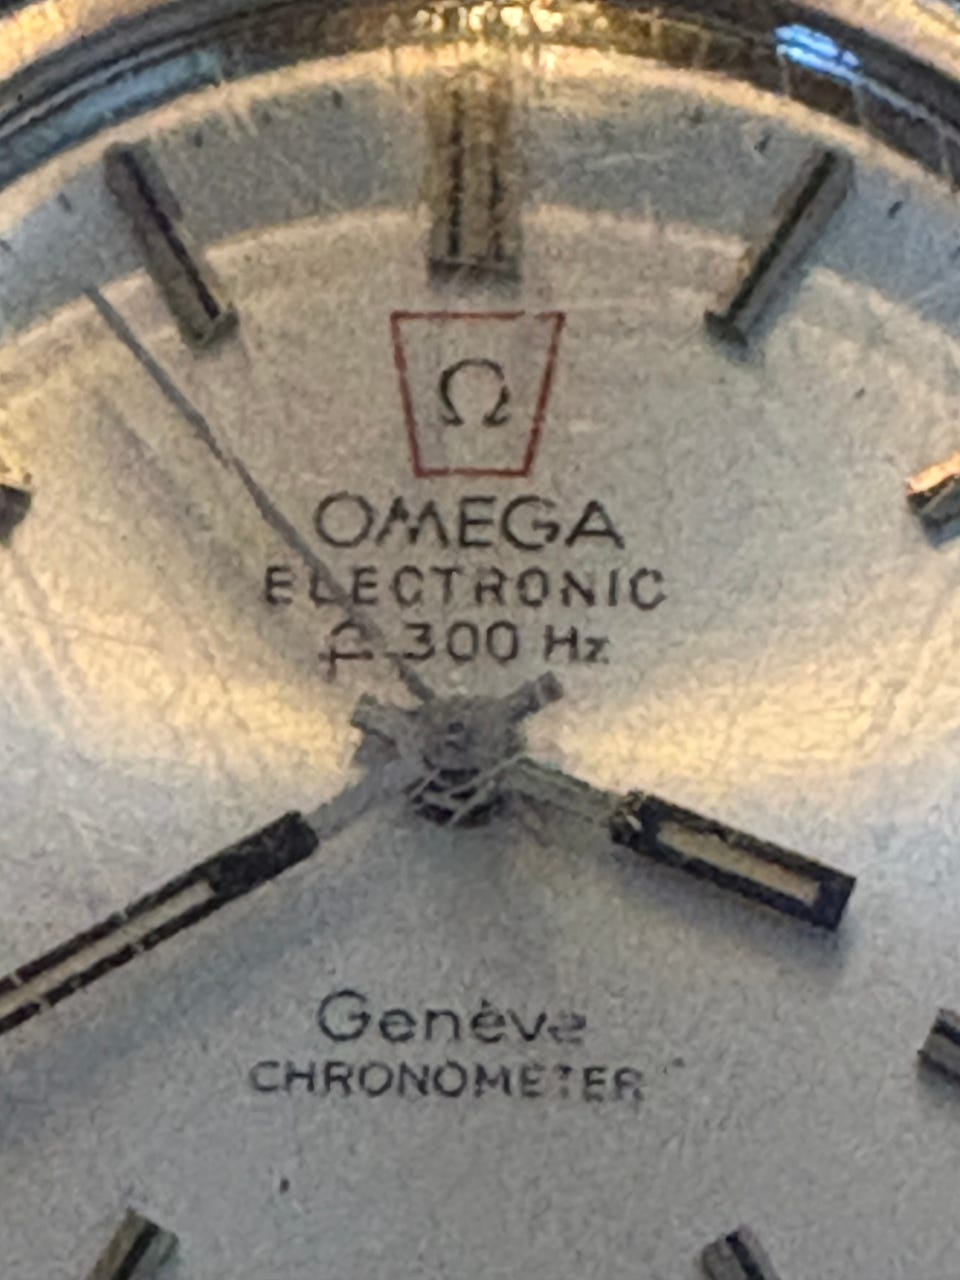 Ω
OMEGA
ELECTRONIC
f 300 Hz
Genève
CHRONOMETER